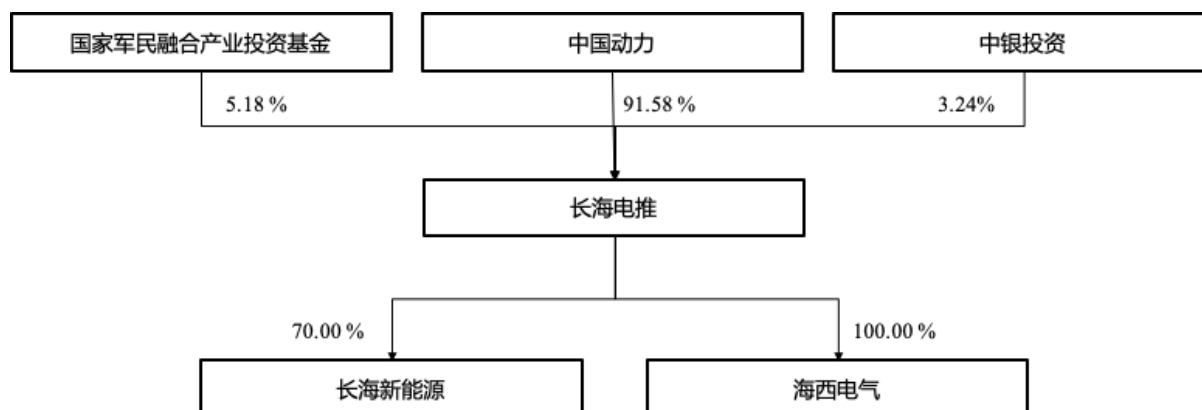 国家军民融合产业投资基金
中国动力
中银投资
5.18 %
91.58 %
3.24%
长海电推
70.00 %
100.00 %
长海新能源
海西电气